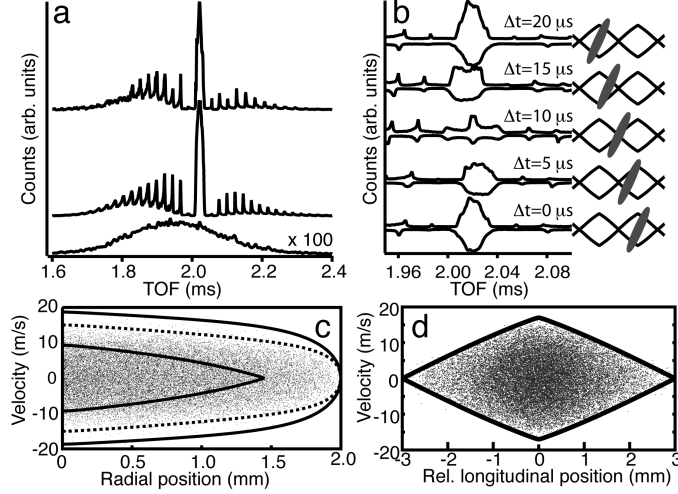 a
Counts (arb. units)
x 100
1.6 1.8 2.0 2.2 2.4
TOF (ms)
b
Counts (arb. units)
Δt=20 μs
Δt=15 μs
Δt=10 μs
Δt=5 μs
Δt=0 μs
1.96 2.00 2.04 2.08
TOF (ms)
c
Velocity (m/s)
20
10
0
-10
-20
0 0.5 1.0 1.5 2.0
Radial position (mm)
d
Velocity (m/s)
20
10
0
-10
-20
-3 -2 -1 0 1 2 3
Rel. longitudinal position (mm)